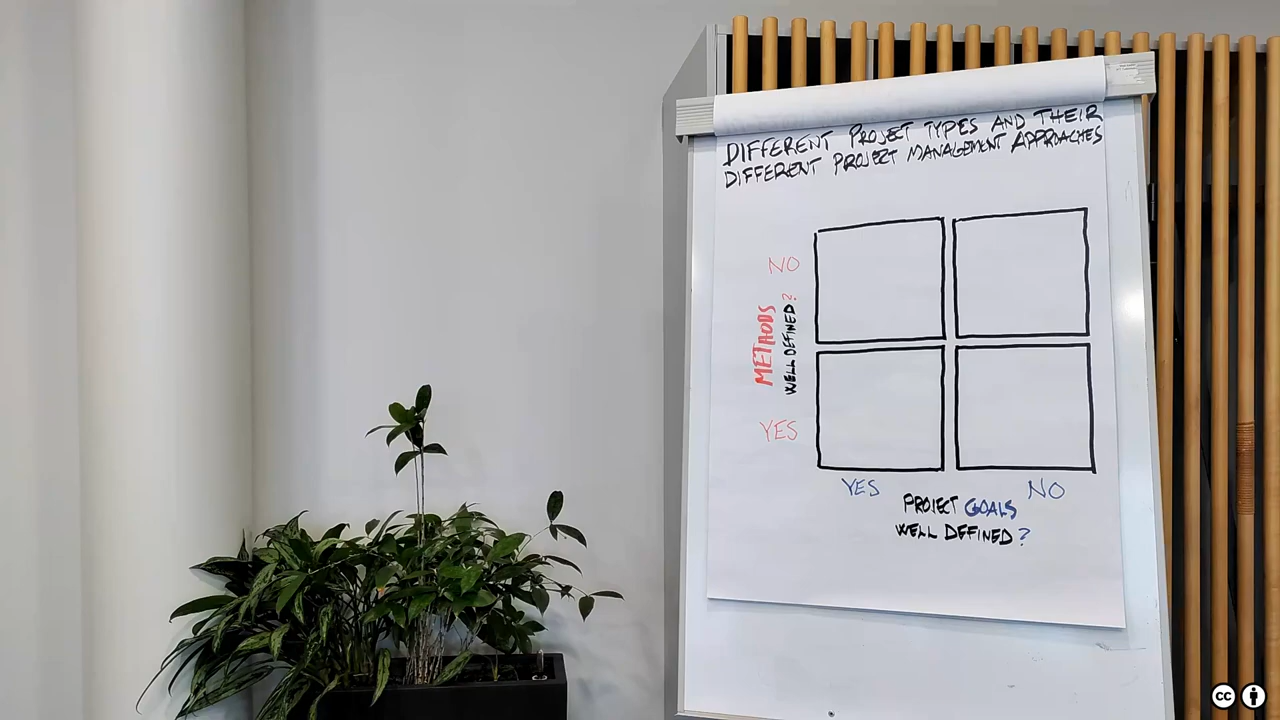 DIFFERENT PROJECT TYPES AND THEIR
DIFFERENT PROJECT MANAGEMENT APPROACHES
NO
METHODS
WELL DEFINED?
YES
YES
NO
PROJECT GOALS
WELL DEFINED?
cc